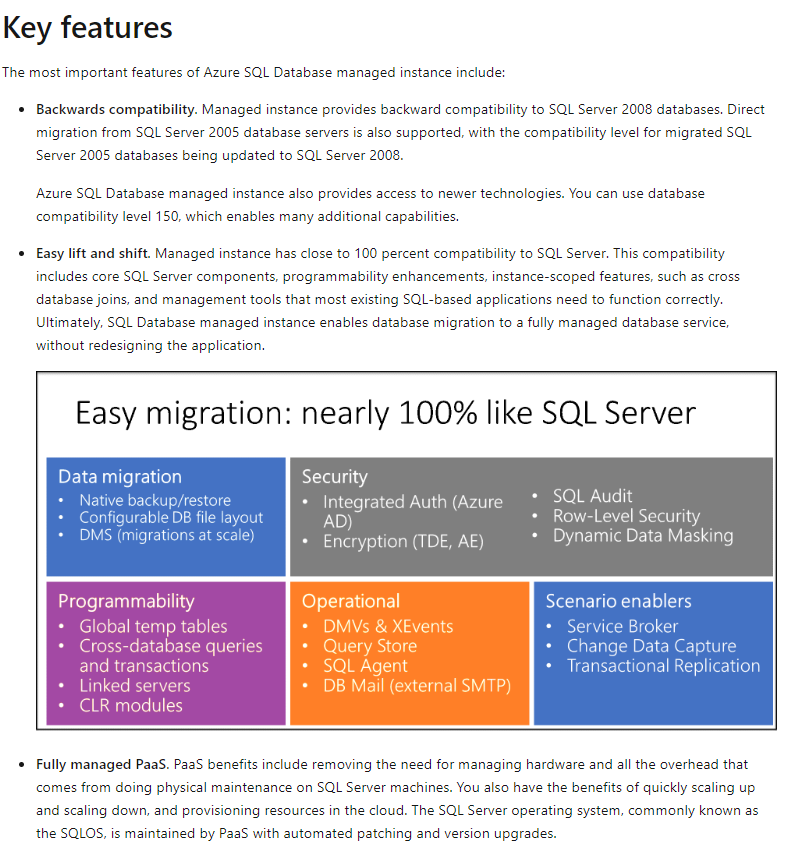 Key features
The most important features of Azure SQL Database managed instance include:
• Backwards compatibility. Managed instance provides backward compatibility to SQL Server 2008 databases. Direct
migration from SQL Server 2005 database servers is also supported, with the compatibility level for migrated SQL
Server 2005 databases being updated to SQL Server 2008.
Azure SQL Database managed instance also provides access to newer technologies. You can use database
compatibility level 150, which enables many additional capabilities.
• Easy lift and shift. Managed instance has close to 100 percent compatibility to SQL Server. This compatibility
includes core SQL Server components, programmability enhancements, instance-scoped features, such as cross
database joins, and management tools that most existing SQL-based applications need to function correctly.
Ultimately, SQL Database managed instance enables database migration to a fully managed database service,
without redesigning the application.
Easy migration: nearly 100% like SQL Server
Data migration
• Native backup/restore
• Configurable DB file layout
• DMS (migrations at scale)
Security
• Integrated Auth (Azure
AD)
• Encryption (TDE, AE)
• SQL Audit
• Row-Level Security
• Dynamic Data Masking
Programmability
• Global temp tables
• Cross-database queries
and transactions
• Linked servers
• CLR modules
Operational
• DMVs & XEvents
• Query Store
• SQL Agent
• DB Mail (external SMTP)
Scenario enablers
• Service Broker
• Change Data Capture
• Transactional Replication
• Fully managed PaaS. PaaS benefits include removing the need for managing hardware and all the overhead that
comes from doing physical maintenance on SQL Server machines. You also have the benefits of quickly scaling up
and scaling down, and provisioning resources in the cloud. The SQL Server operating system, commonly known as
the SQLOS, is maintained by PaaS with automated patching and version upgrades.